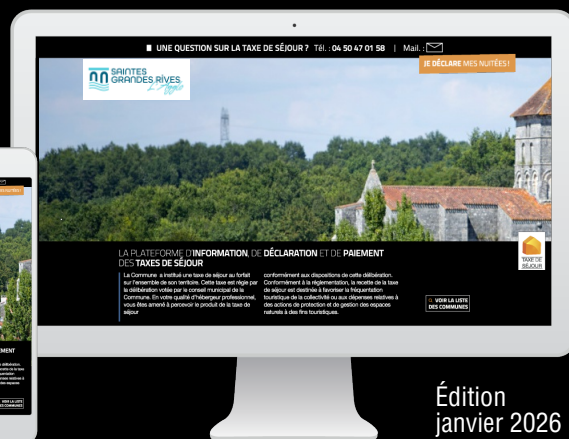 UNE QUESTION SUR LA TAXE DE SÉJOUR ? Tél. : 04 50 47 01 58 | Mail. :
JE DÉCLARE MES NUITÉES !
SAINTES
GRANDES RIVES
L'Agglo
LA PLATEFORME D'INFORMATION, DE DÉCLARATION ET DE PAIEMENT
DES TAXES DE SÉJOUR
La Commune a institué une taxe de séjour au forfait
sur l'ensemble de son territoire. Cette taxe est régie par
la délibération votée par le conseil municipal de la
Commune. En votre qualité d'hébergeur professionnel,
vous êtes amené à percevoir le produit de la taxe de
séjour
conformément aux dispositions de cette délibération.
Conformément à la réglementation, la recette de la taxe
de séjour est destinée à favoriser la fréquentation
touristique de la collectivité ou aux dépenses relatives à
des actions de protection et de gestion des espaces
naturels à des fins touristiques.
TAXE DE
SÉJOUR
VOIR LA LISTE
DES COMMUNES
VOIR LA LISTE
DES COMMUNES
Édition
janvier 2026